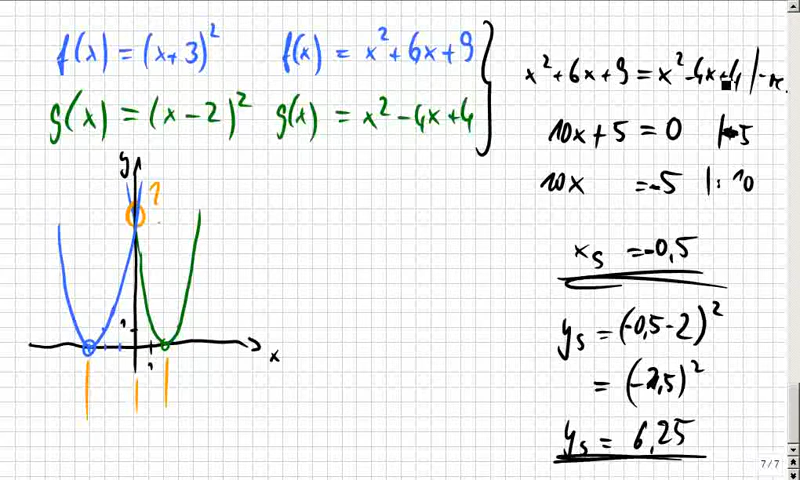 f(x) = (x+3)² f(x) = x²+6x+9
g(x) = (x-2)² g(x) = x²-4x+4
x²+6x+9 = x²-4x+4 |-
10x+5 = 0 |-5
10x = -5 |: 10
x_s = -0,5
y_s = (-0,5-2)²
= (-2,5)²
y_s = 6,25
y
?
1
1
x
7/7